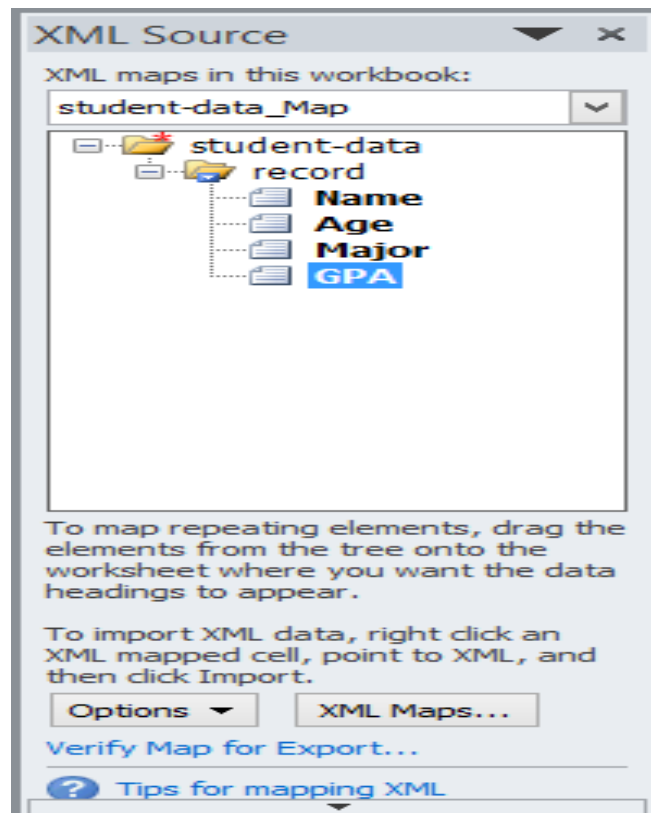 XML Source
XML maps in this workbook:
student-data_Map
student-data
record
Name
Age
Major
GPA
To map repeating elements, drag the
elements from the tree onto the
worksheet where you want the data
headings to appear.
To import XML data, right click an
XML mapped cell, point to XML, and
then click Import.
Options
XML Maps...
Verify Map for Export...
Tips for mapping XML